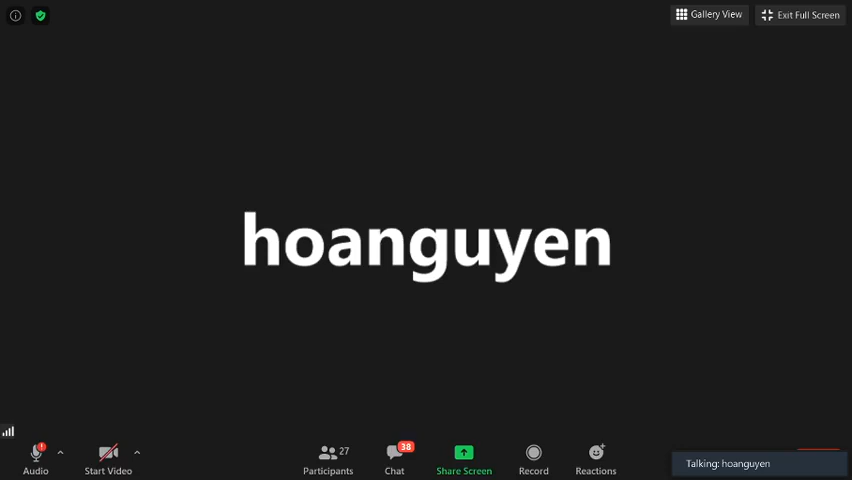 Gallery View
Exit Full Screen
hoanguyen
27
38
Audio
Start Video
Participants
Chat
Share Screen
Record
Reactions
Talking: hoanguyen